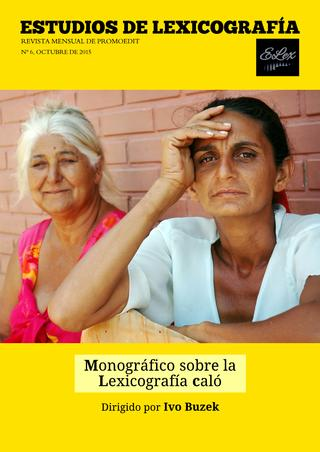 ESTUDIOS DE LEXICOGRAFÍA
REVISTA MENSUAL DE PROMOEDIT
Nº 6, OCTUBRE DE 2015
ELex
Monográfico sobre la
Lexicografía caló
Dirigido por Ivo Buzek